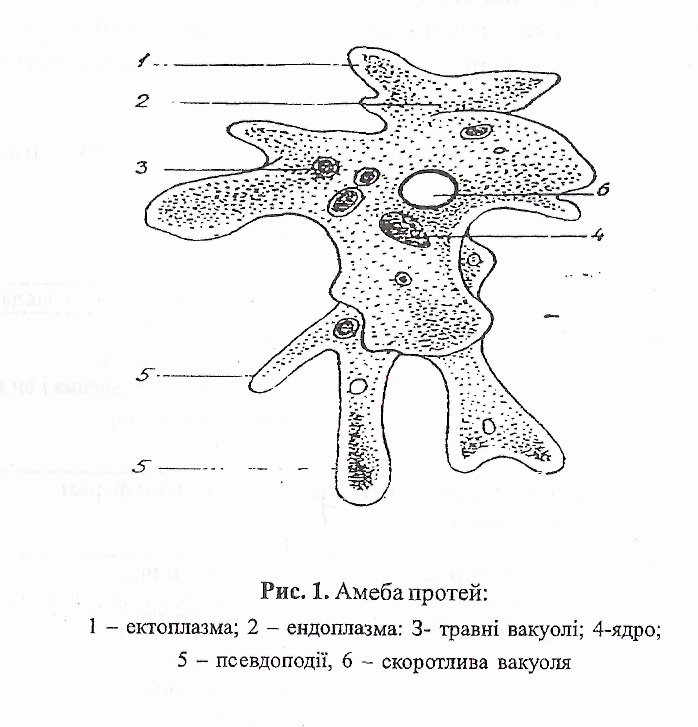 1
2
3
6
4
5
5
Рис. 1. Амеба протей:
1 – ектоплазма; 2 – ендоплазма: 3- травні вакуолі; 4-ядро;
5 – псевдоподії, 6 – скоротлива вакуоля